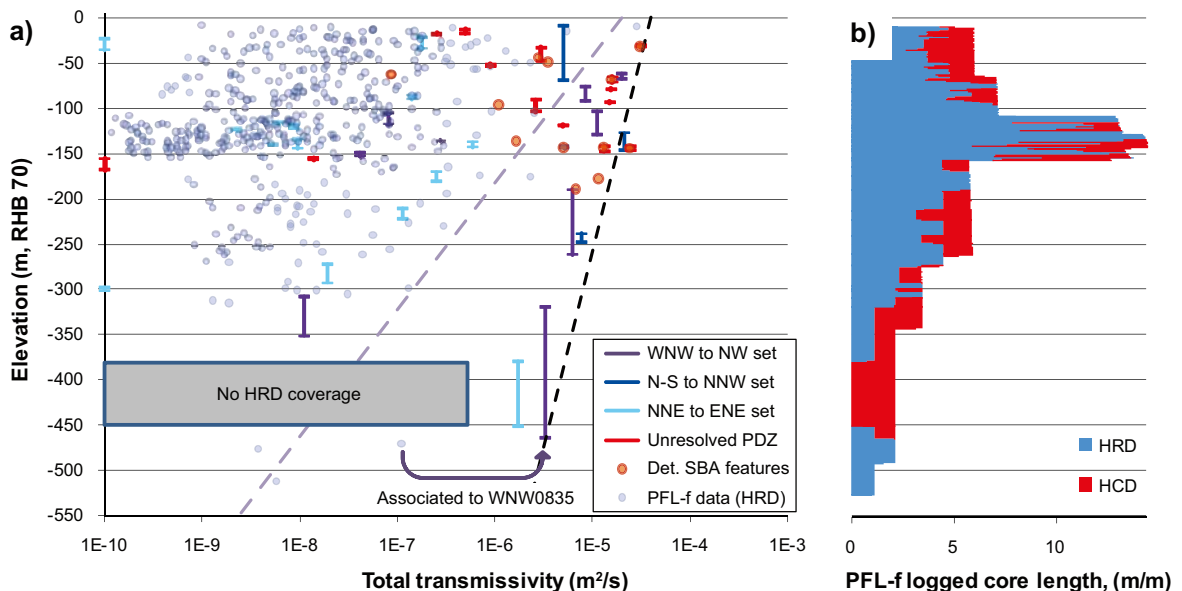 a)
Elevation (m, RHB 70)
0
-50
-100
-150
-200
-250
-300
-350
-400
-450
-500
-550
No HRD coverage
Associated to WNW0835
WNW to NW set
N-S to NNW set
NNE to ENE set
Unresolved PDZ
Det. SBA features
PFL-f data (HRD)
1E-10 1E-9 1E-8 1E-7 1E-6 1E-5 1E-4 1E-3
Total transmissivity (m²/s)
b)
HRD
HCD
0 5 10
PFL-f logged core length, (m/m)